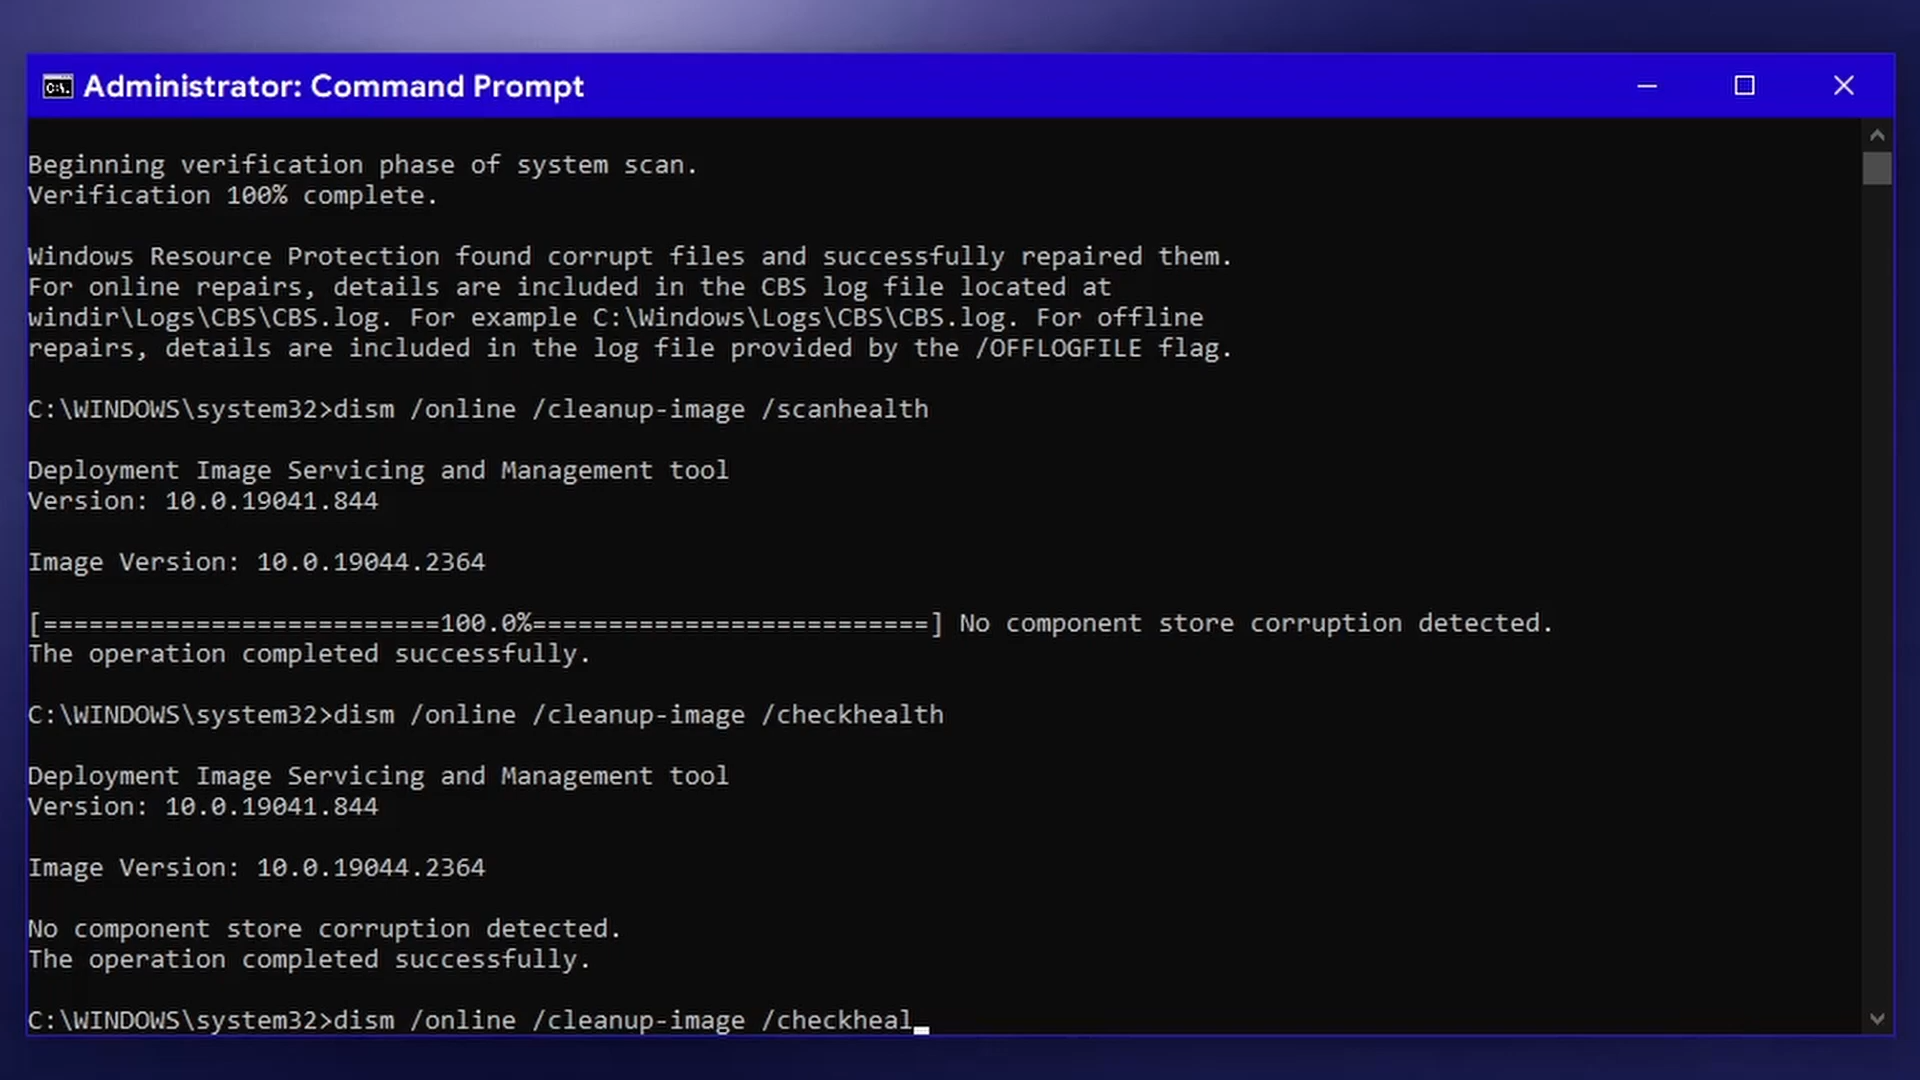 C:\.
Administrator: Command Prompt
Beginning verification phase of system scan.
Verification 100% complete.
Windows Resource Protection found corrupt files and successfully repaired them.
For online repairs, details are included in the CBS log file located at
windir\Logs\CBS\CBS.log. For example C:\Windows\Logs\CBS\CBS.log. For offline
repairs, details are included in the log file provided by the /OFFLOGFILE flag.
C:\WINDOWS\system32>dism /online /cleanup-image /scanhealth
Deployment Image Servicing and Management tool
Version: 10.0.19041.844
Image Version: 10.0.19044.2364
[==========================100.0%==========================] No component store corruption detected.
The operation completed successfully.
C:\WINDOWS\system32>dism /online /cleanup-image /checkhealth
Deployment Image Servicing and Management tool
Version: 10.0.19041.844
Image Version: 10.0.19044.2364
No component store corruption detected.
The operation completed successfully.
C:\WINDOWS\system32>dism /online /cleanup-image /checkheal